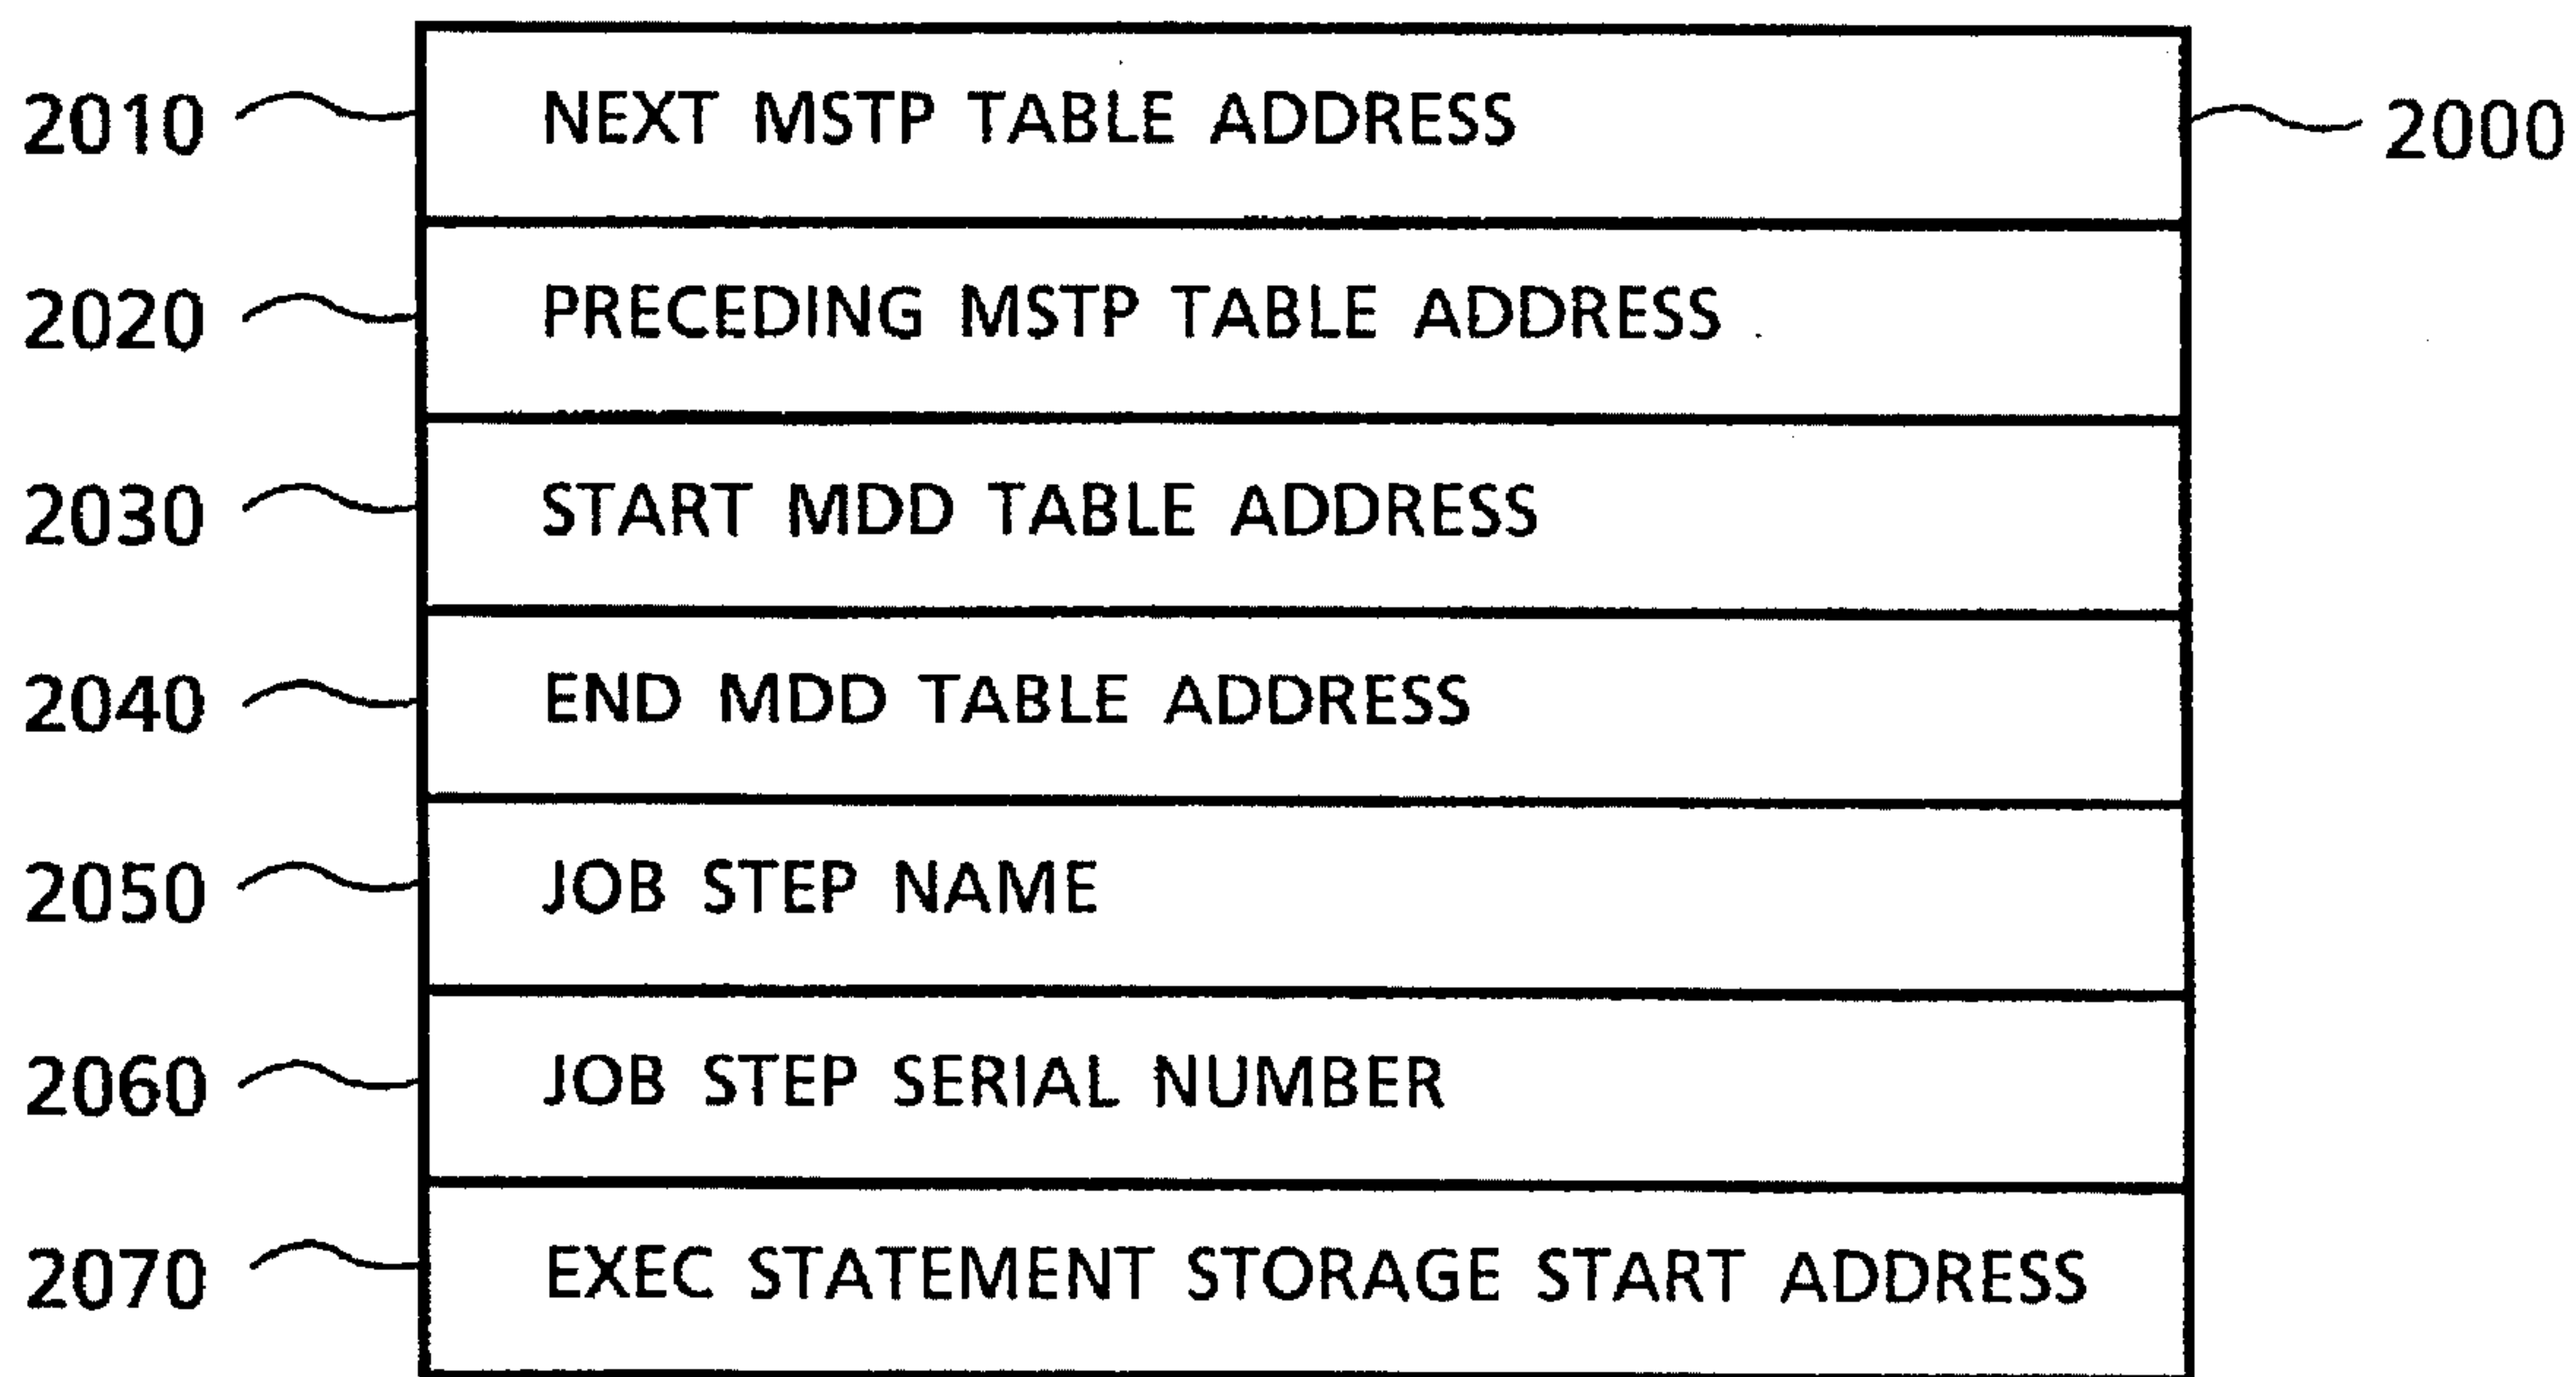 2010 NEXT MSTP TABLE ADDRESS 2000
2020 PRECEDING MSTP TABLE ADDRESS
2030 START MDD TABLE ADDRESS
2040 END MDD TABLE ADDRESS
2050 JOB STEP NAME
2060 JOB STEP SERIAL NUMBER
2070 EXEC STATEMENT STORAGE START ADDRESS